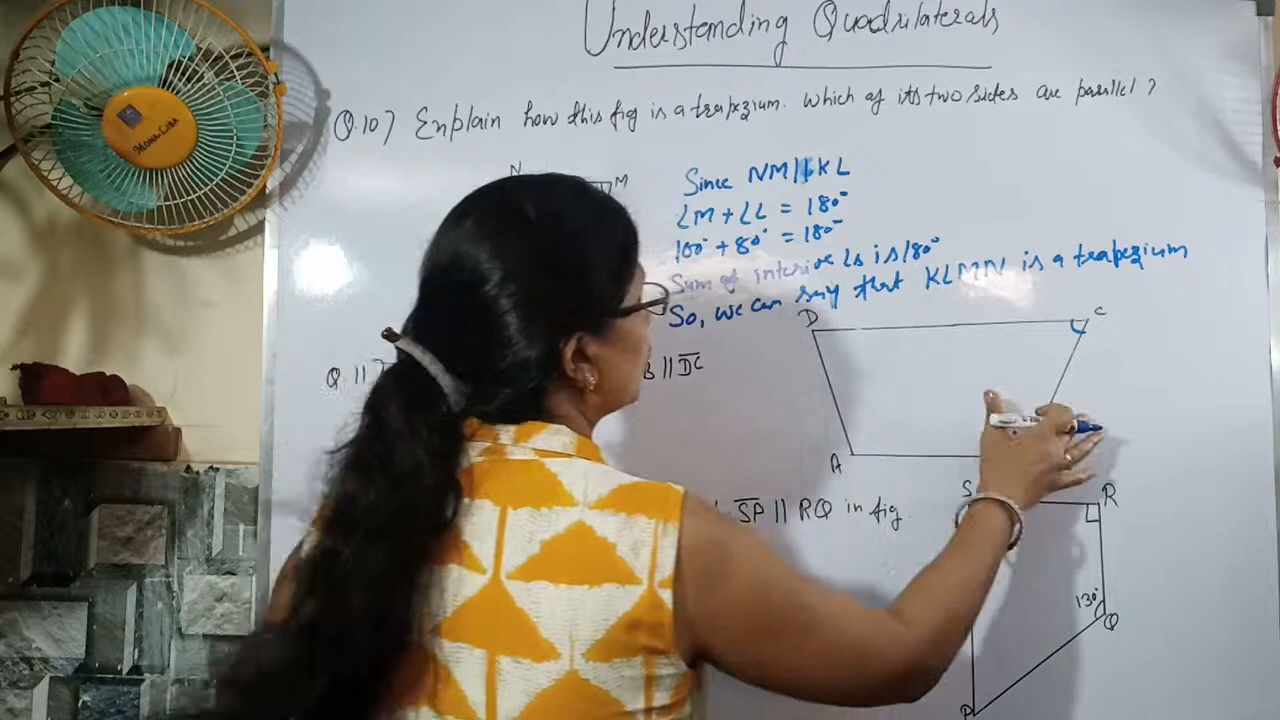 Understanding Quadrilaterals
Q.10) Explain how this fig is a trapezium. Which of its two sides are parallel?
N
M
Since NM || KL
∠M + ∠L = 180°
100° + 80° = 180°
Sum of interior ∠s is 180°
So, we can say that KLMN is a trapezium
D
C
Q.11)
|| DC
A
S
R
SP || RQ in fig.
130°
Q
P
MONA-LISA